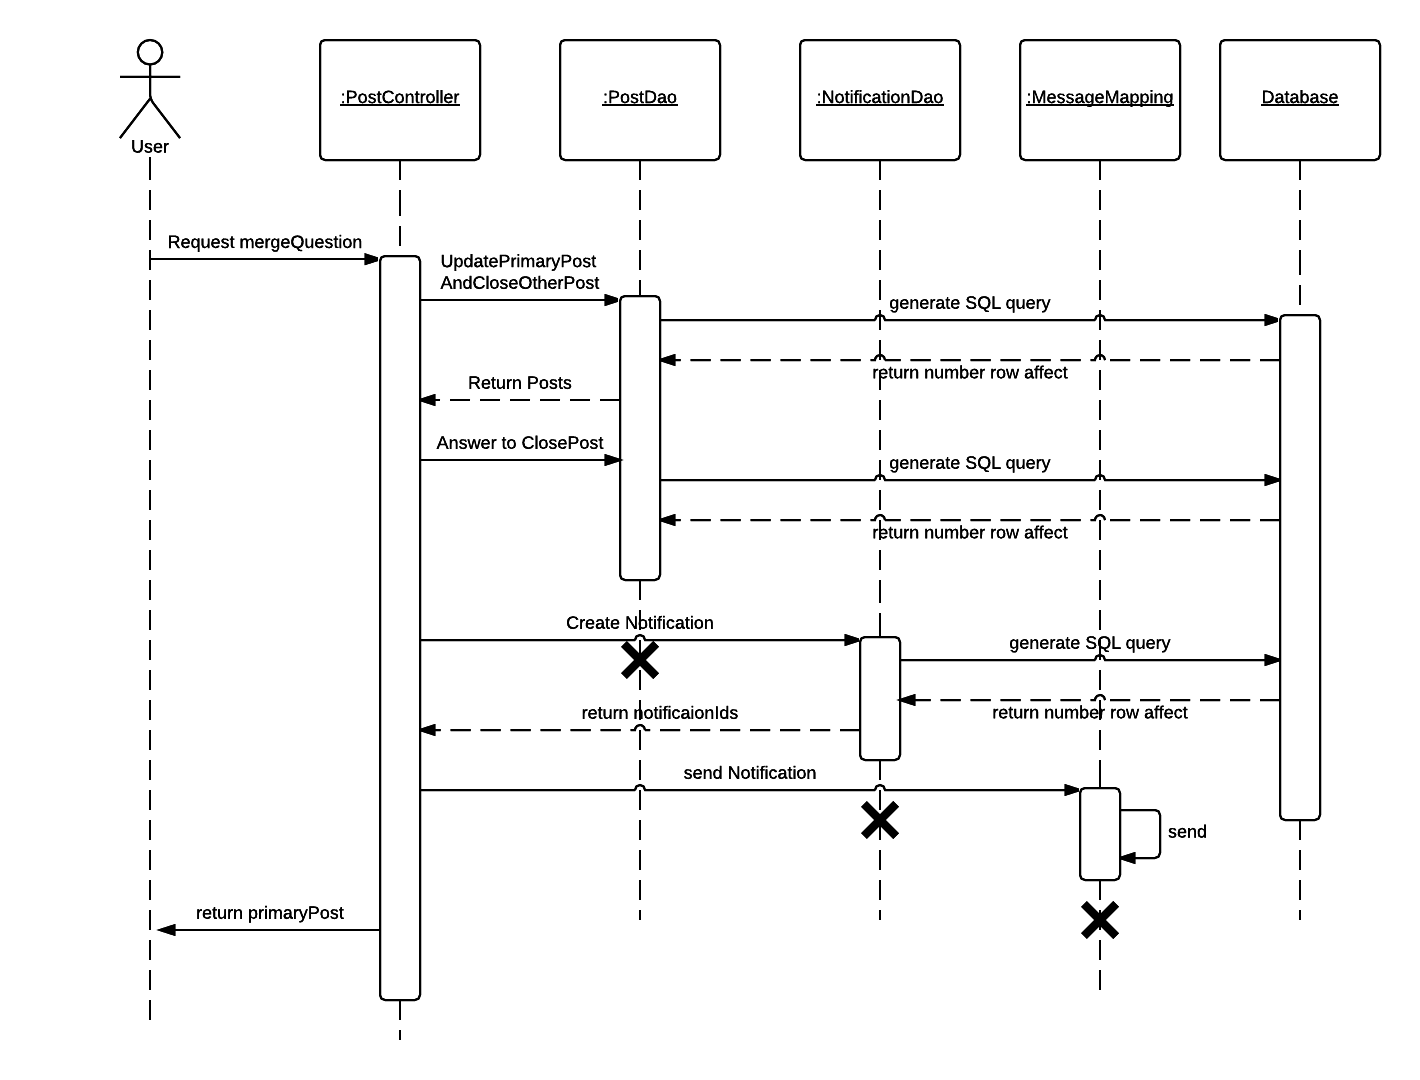 User
:PostController
:PostDao
:NotificationDao
:MessageMapping
Database
Request mergeQuestion
UpdatePrimaryPost
AndCloseOtherPost
generate SQL query
return number row affect
Return Posts
Answer to ClosePost
generate SQL query
return number row affect
Create Notification
generate SQL query
return number row affect
return notificaionIds
send Notification
send
return primaryPost